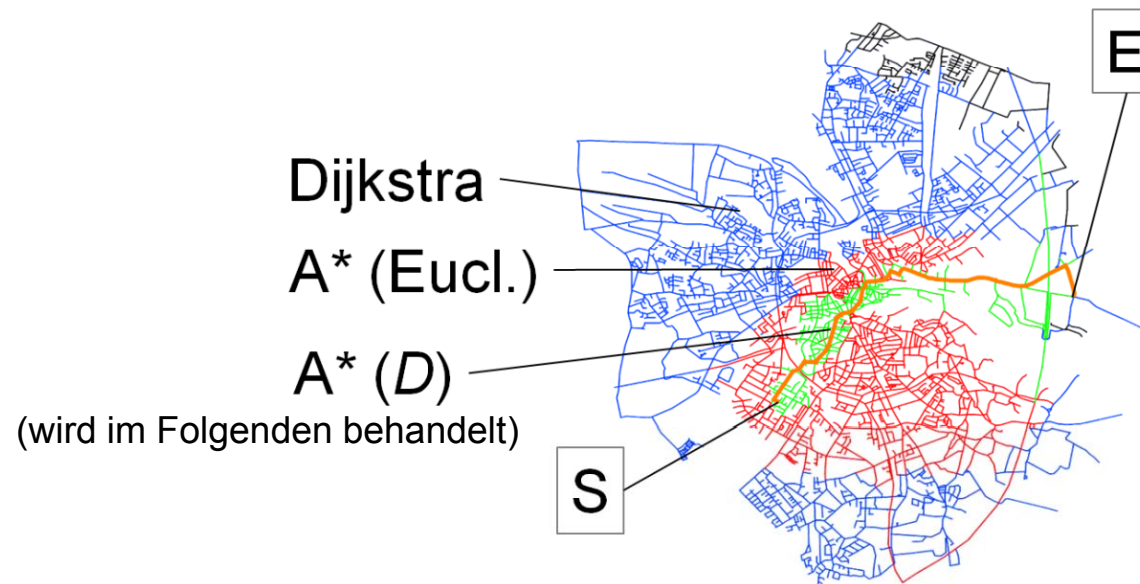 E
Dijkstra
A* (Eucl.)
A* (D)
(wird im Folgenden behandelt)
S